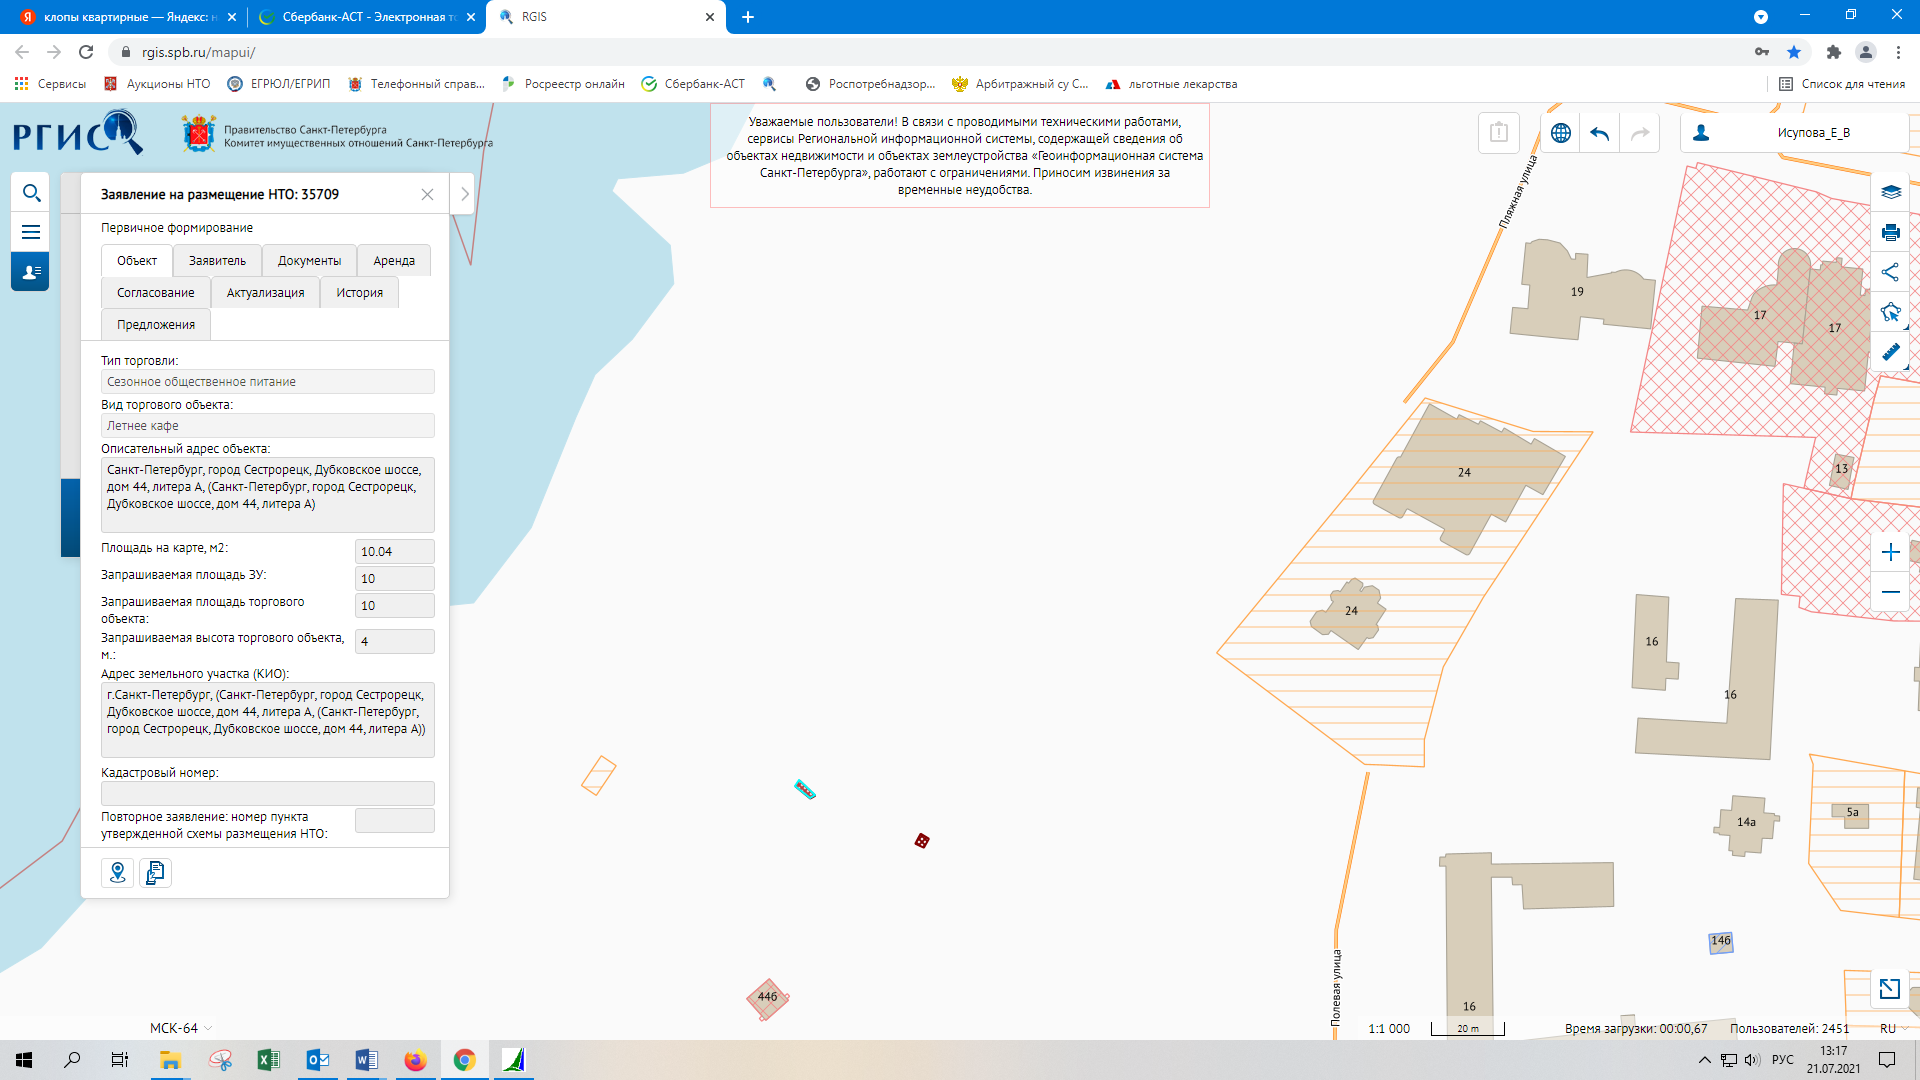 клопы квартирные — Яндекс: н
Сбербанк-АСТ - Электронная то
RGIS
rgis.spb.ru/mapui/
Сервисы
Аукционы НТО
ЕГРЮЛ/ЕГРИП
Телефонный справ...
Росреестр онлайн
Сбербанк-АСТ
Роспотребнадзор...
Арбитражный су С...
льготные лекарства
Список для чтения
РГИС
Правительство Санкт-Петербурга
Комитет имущественных отношений Санкт-Петербурга
Уважаемые пользователи! В связи с проводимыми техническими работами,
сервисы Региональной информационной системы, содержащей сведения об
объектах недвижимости и объектах землеустройства «Геоинформационная система
Санкт-Петербурга», работают с ограничениями. Приносим извинения за
временные неудобства.
Исупова_Е_В
Заявление на размещение НТО: 35709
Первичное формирование
Объект
Заявитель
Документы
Аренда
Согласование
Актуализация
История
Предложения
Тип торговли:
Сезонное общественное питание
Вид торгового объекта:
Летнее кафе
Описательный адрес объекта:
Санкт-Петербург, город Сестрорецк, Дубковское шоссе,
дом 44, литера А, (Санкт-Петербург, город Сестрорецк,
Дубковское шоссе, дом 44, литера А)
Площадь на карте, м2:
10.04
Запрашиваемая площадь ЗУ:
10
Запрашиваемая площадь торгового
объекта:
10
Запрашиваемая высота торгового объекта,
м.:
4
Адрес земельного участка (КИО):
г.Санкт-Петербург, (Санкт-Петербург, город Сестрорецк,
Дубковское шоссе, дом 44, литера А, (Санкт-Петербург,
город Сестрорецк, Дубковское шоссе, дом 44, литера А))
Кадастровый номер:
Повторное заявление: номер пункта
утвержденной схемы размещения НТО:
Пляжная улица
19
17
17
13
24
24
16
16
14а
5а
14б
16
44б
Полевая улица
МСК-64
1:1 000
20 m
Время загрузки: 00:00,67
Пользователей: 2451
RU
РУС
13:17
21.07.2021